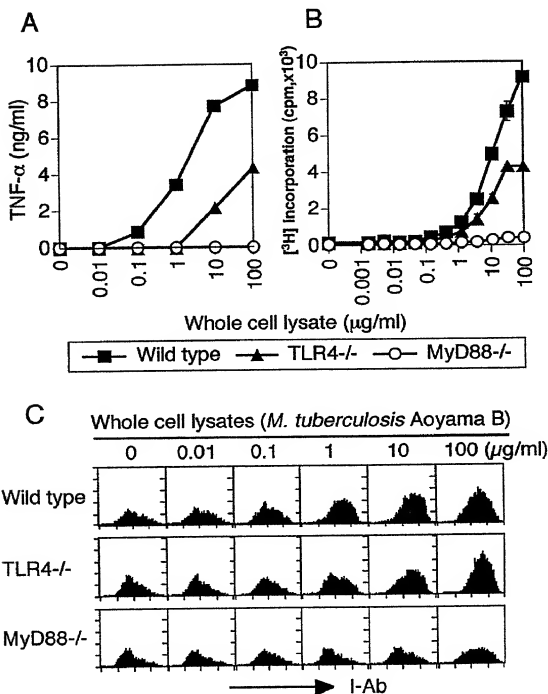 A
TNF-α (ng/ml)
10
8
6
4
2
0
0
0.01
0.1
1
10
100
B
[³H] Incorporation (cpm,x10³)
10
8
6
4
2
0
0
0.001
0.01
0.1
1
10
100
Whole cell lysate (μg/ml)
Wild type TLR4-/- MyD88-/-
C
Whole cell lysates (M. tuberculosis Aoyama B)
0 0.01 0.1 1 10 100 (μg/ml)
Wild type
TLR4-/-
MyD88-/-
I-Ab